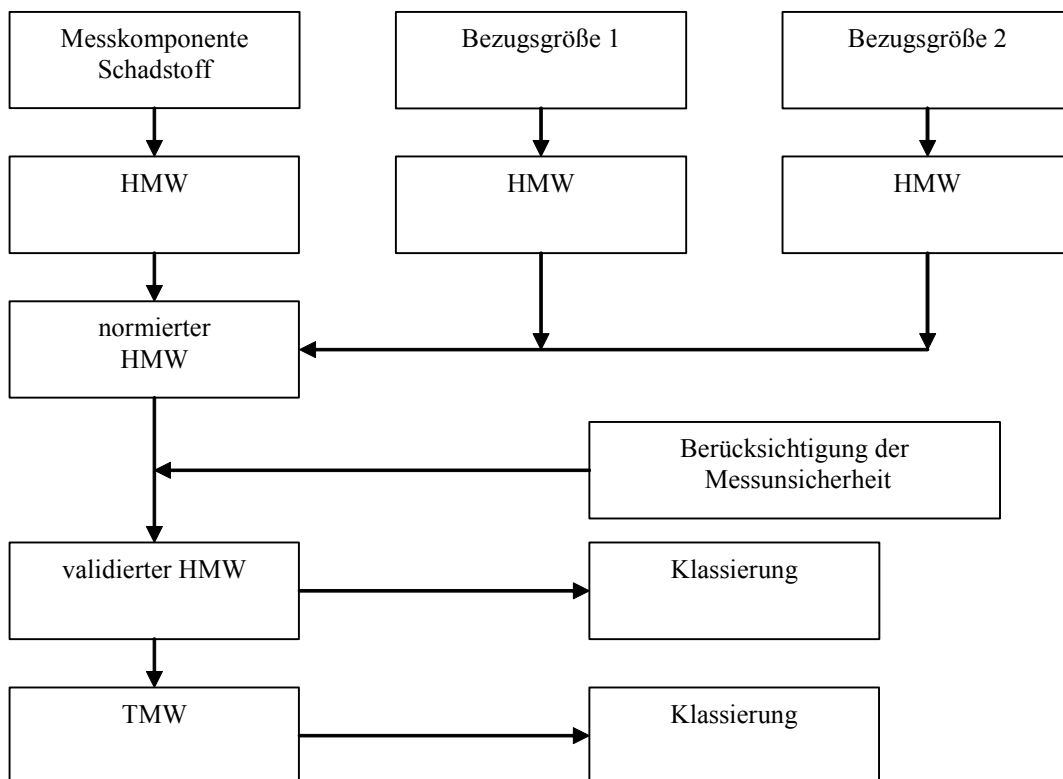 Messkomponente
Schadstoff
Bezugsgröße 1
Bezugsgröße 2
HMW
HMW
HMW
normierter
HMW
Berücksichtigung der
Messunsicherheit
validierter HMW
Klassierung
TMW
Klassierung